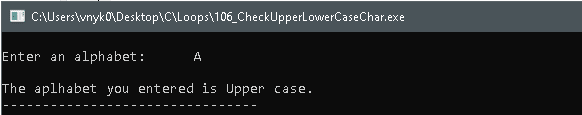 C:\Users\vnyk0\Desktop\C\Loops\106_CheckUpperLowerCaseChar.exe
Enter an alphabet:      A
The aplhabet you entered is Upper case.
--------------------------------